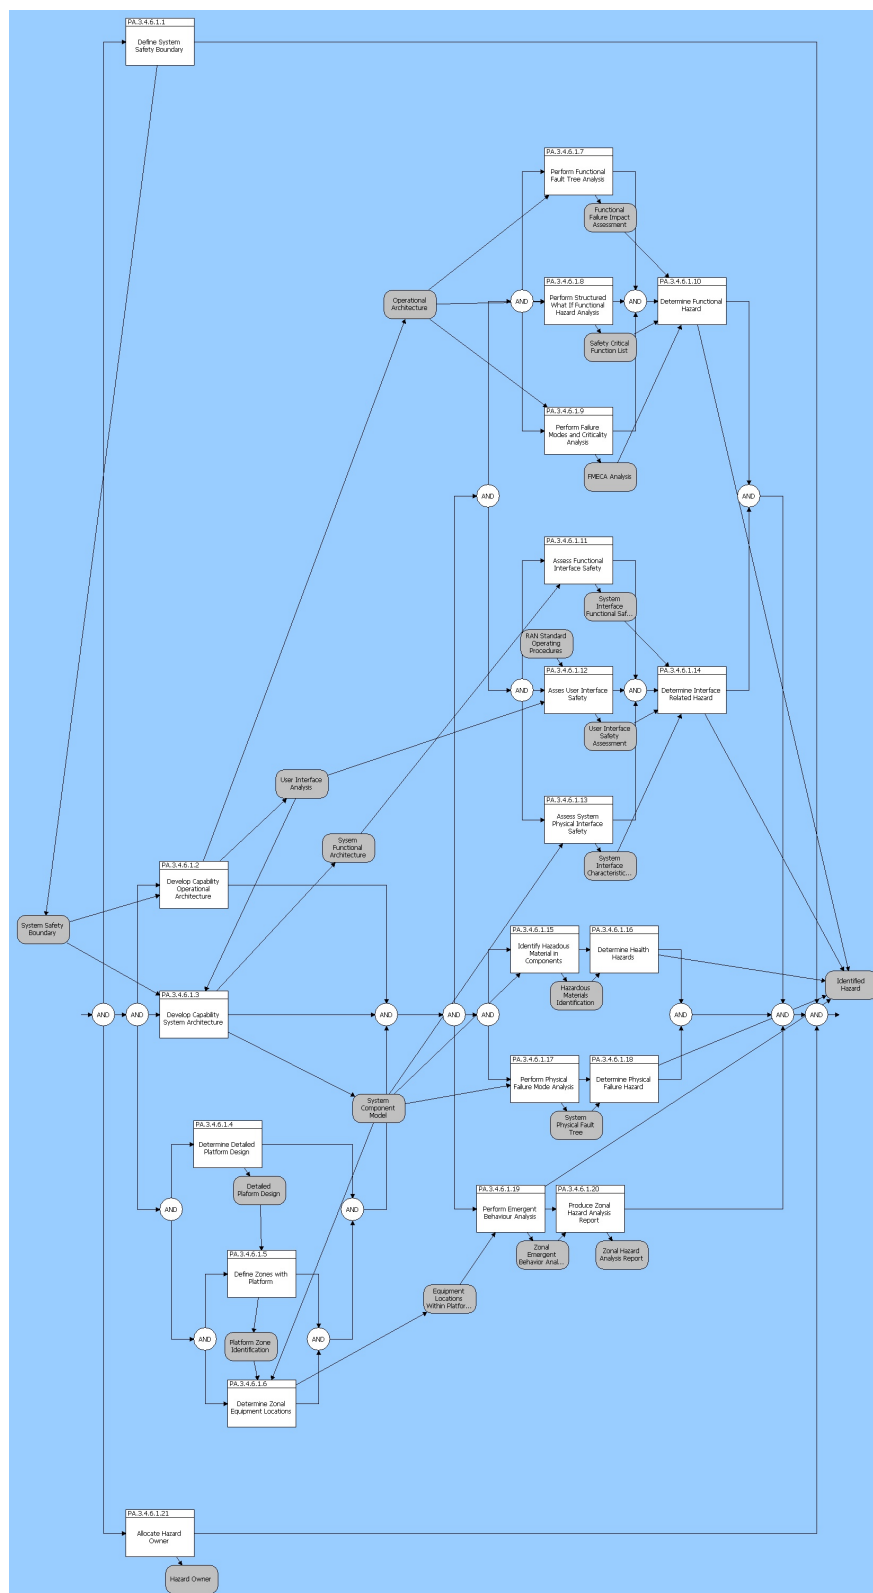 PA.3.4.6.1.1
Define System
Safety Boundary
PA.3.4.6.1.7
Perform Functional
Fault Tree Analysis
Functional
Failure Impact
Assessment
PA.3.4.6.1.8
Perform Structured
What If Functional
Hazard Analysis
PA.3.4.6.1.10
Determine Functional
Hazard
Operational
Architecture
AND
AND
Safety Critical
Function List
PA.3.4.6.1.9
Perform Failure
Modes and Criticality
Analysis
FMECA Analysis
AND
AND
PA.3.4.6.1.11
Assess Functional
Interface Safety
System
Interface
Functional Saf...
RAN Standard
Operating
Procedures
PA.3.4.6.1.12
Asses User Interface
Safety
PA.3.4.6.1.14
Determine Interface
Related Hazard
AND
AND
User Interface
Safety
Assessment
User Interface
Analysis
PA.3.4.6.1.13
Assess System
Physical Interface
Safety
Sysem
Functional
Architecture
System
Interface
Characteristic...
PA.3.4.6.1.2
Develop Capability
Operational
Architecture
System Safety
Boundary
PA.3.4.6.1.15
Identify Hazadous
Material in
Components
PA.3.4.6.1.16
Determine Health
Hazards
Identified
Hazard
Hazardous
Materials
Identification
PA.3.4.6.1.3
Develop Capability
System Architecture
AND
AND
AND
AND
AND
AND
AND
AND
PA.3.4.6.1.17
Perform Physical
Failure Mode Analysis
PA.3.4.6.1.18
Determine Physical
Failure Hazard
System
Component
Model
System
Physical Fault
Tree
PA.3.4.6.1.4
Determine Detailed
Platform Design
Detailed
Plaform Design
AND
AND
PA.3.4.6.1.19
Perform Emergent
Behaviour Analysis
PA.3.4.6.1.20
Produce Zonal
Hazard Analysis
Report
Zonal
Emergent
Behavior Anal...
Zonal Hazard
Analysis Report
PA.3.4.6.1.5
Define Zones with
Platform
Equipment
Locations
Within Platfor...
AND
AND
Platform Zone
Identification
PA.3.4.6.1.6
Determine Zonal
Equipment Locations
PA.3.4.6.1.21
Allocate Hazard
Owner
Hazard Owner